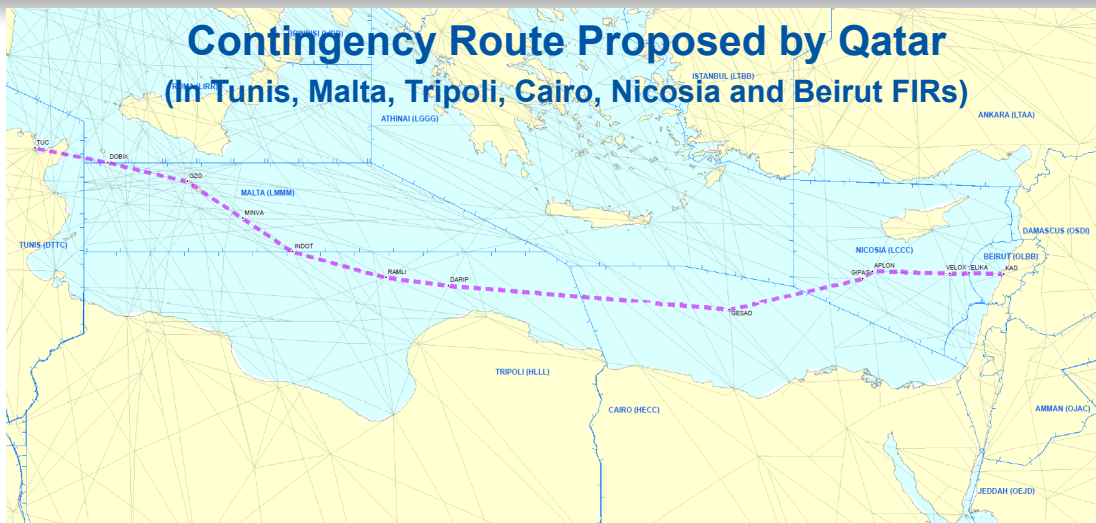 Contingency Route Proposed by Qatar
(In Tunis, Malta, Tripoli, Cairo, Nicosia and Beirut FIRs)
ISTANBUL (LTBB)
ANKARA (LTAA)
ATHINAI (LGGG)
TUC
DOBIX
GZO
MALTA (LMMM)
MINVA
TUNIS (DTTC)
INDOT
DAMASCUS (OSDI)
NICOSIA (LCCC)
BEIRUT (OLBB)
RAMLI
DARIP
GIPAS
APLON
VELOX
ELIKA
KAD
GESAD
TRIPOLI (HLLL)
CAIRO (HECC)
AMMAN (OJAC)
JEDDAH (OEJD)